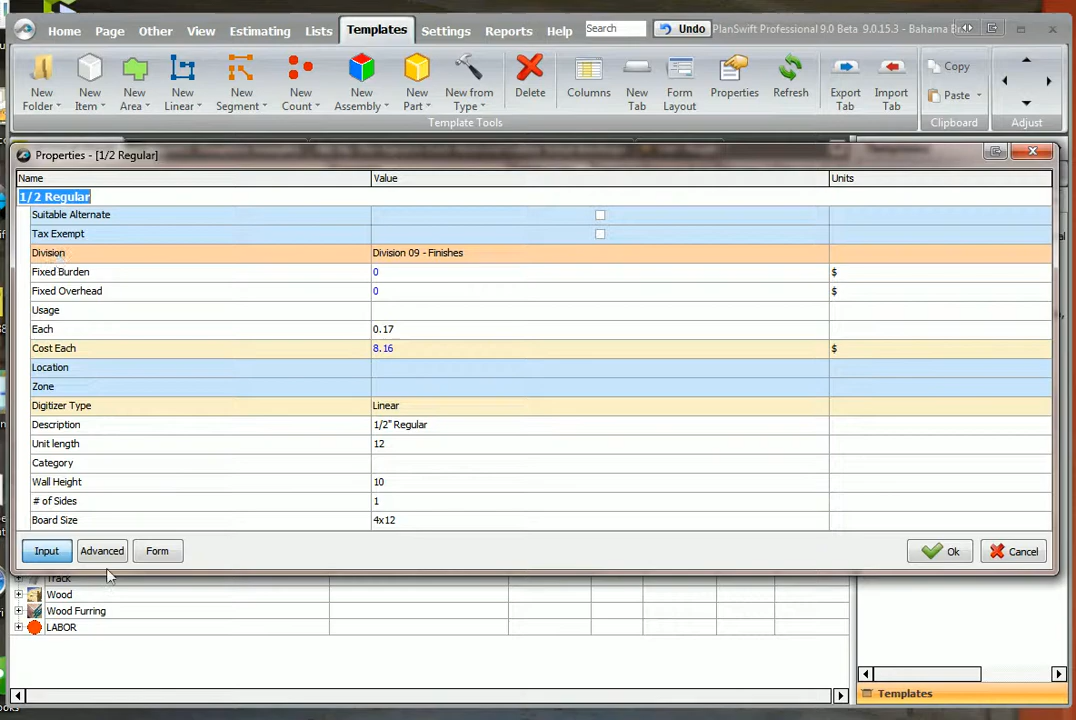 Home Page Other View Estimating Lists Templates Settings Reports Help Search Undo PlanSwift Professional 9.0 Beta 9.0.15.3 - Bahama
New Folder New Item New Area New Linear New Segment New Count New Assembly New Part New from Type Delete Columns New Tab Form Layout Properties Refresh Export Tab Import Tab Copy Paste
Template Tools Clipboard Adjust
Properties - [1/2 Regular]
Name Value Units
1/2 Regular
Suitable Alternate
Tax Exempt
Division Division 09 - Finishes
Fixed Burden 0 $
Fixed Overhead 0 $
Usage
Each 0.17
Cost Each 8.16 $
Location
Zone
Digitizer Type Linear
Description 1/2" Regular
Unit length 12
Category
Wall Height 10
# of Sides 1
Board Size 4x12
Input Advanced Form Ok Cancel
Track
Wood
Wood Furring
LABOR
Templates